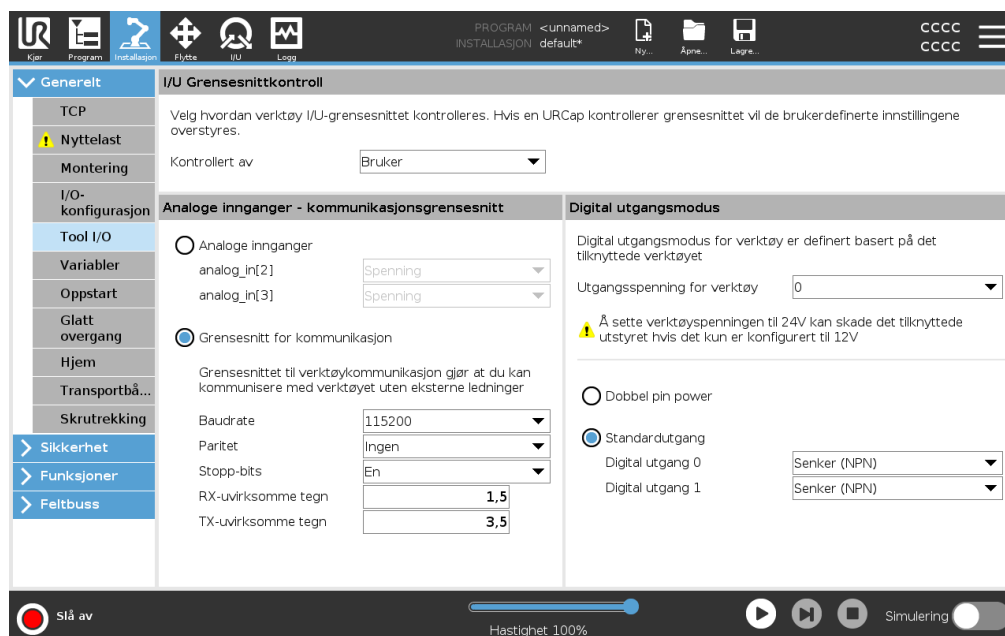 PROGRAM <unnamed>
INSTALLASJON default*
CCCC
CCCC
UR
Kjør
Program
Installasjon
Flytte
I/U
Logg
Ny...
Åpne...
Lagre...
Generelt
TCP
Nyttelast
Montering
I/O-
konfigurasjon
Tool I/O
Variabler
Oppstart
Glatt
overgang
Hjem
Transportbå...
Skrutrekking
Sikkerhet
Funksjoner
Feltbuss
I/U Grensesnittkontroll
Velg hvordan verktøy I/U-grensesnittet kontrolleres. Hvis en URCap kontrollerer grensesnittet vil de brukerdefinerte innstillingene
overstyres.
Kontrollert av Bruker
Analoge innganger - kommunikasjonsgrensesnitt
Analoge innganger
analog_in[2] Spenning
analog_in[3] Spenning
Grensesnitt for kommunikasjon
Grensesnittet til verktøykommunikasjon gjør at du kan
kommunisere med verktøyet uten eksterne ledninger
Baudrate 115200
Paritet Ingen
Stopp-bits En
RX-uvirksomme tegn 1,5
TX-uvirksomme tegn 3,5
Digital utgangsmodus
Digital utgangsmodus for verktøy er definert basert på det
tilknyttede verktøyet
Utgangsspenning for verktøy 0
Å sette verktøyspenningen til 24V kan skade det tilknyttede
utstyret hvis det kun er konfigurert til 12V
Dobbel pin power
Standardutgang
Digital utgang 0 Senker (NPN)
Digital utgang 1 Senker (NPN)
Slå av
Hastighet 100%
Simulering